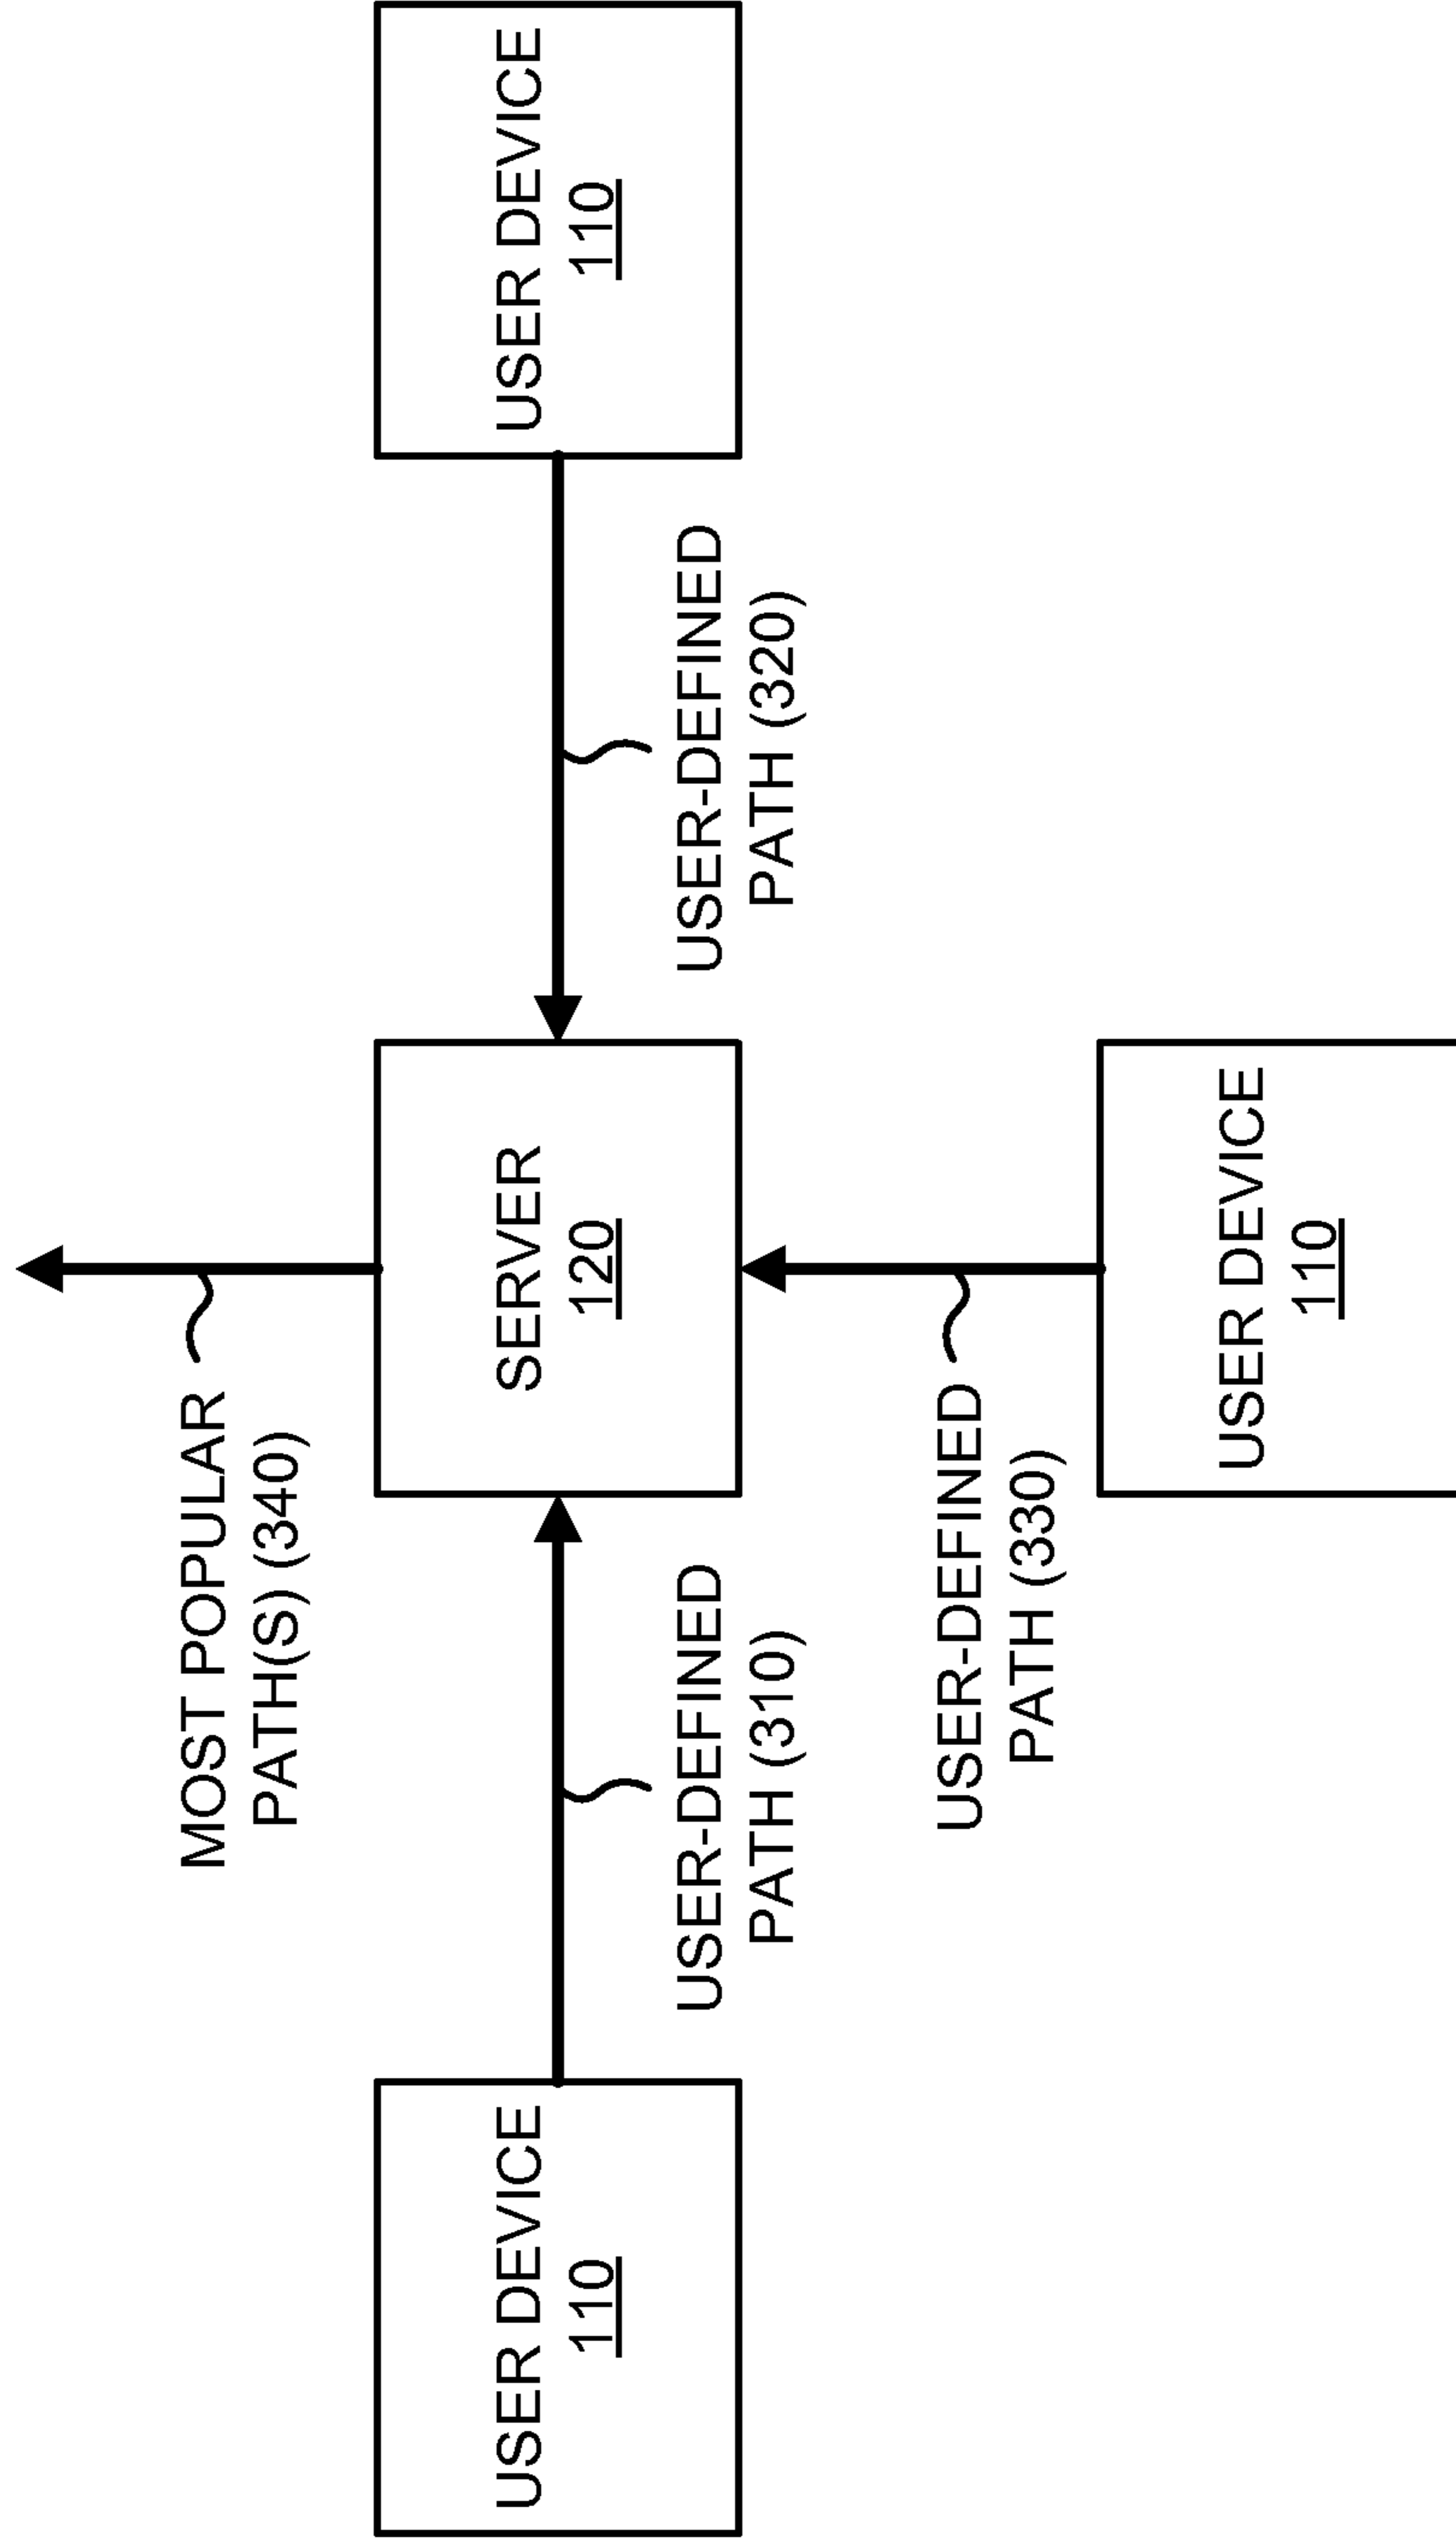 MOST POPULAR
PATH(S) (340)
USER DEVICE
110
SERVER
120
USER DEVICE
110
USER-DEFINED
PATH (310)
USER-DEFINED
PATH (320)
USER-DEFINED
PATH (330)
USER DEVICE
110